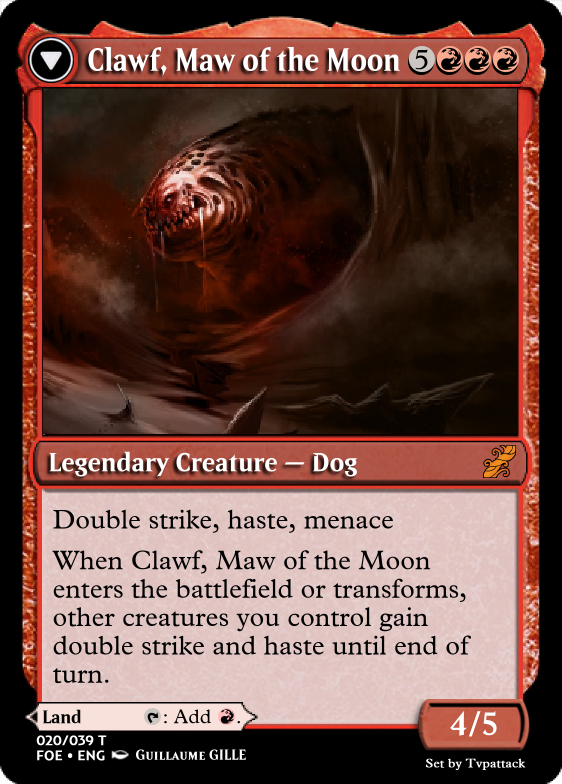 Clawf, Maw of the Moon 5
Legendary Creature — Dog
Double strike, haste, menace
When Clawf, Maw of the Moon
enters the battlefield or transforms,
other creatures you control gain
double strike and haste until end of
turn.
Land : Add .
4/5
020/039 T
FOE • ENG Guillaume Gille
Set by Tvpattack